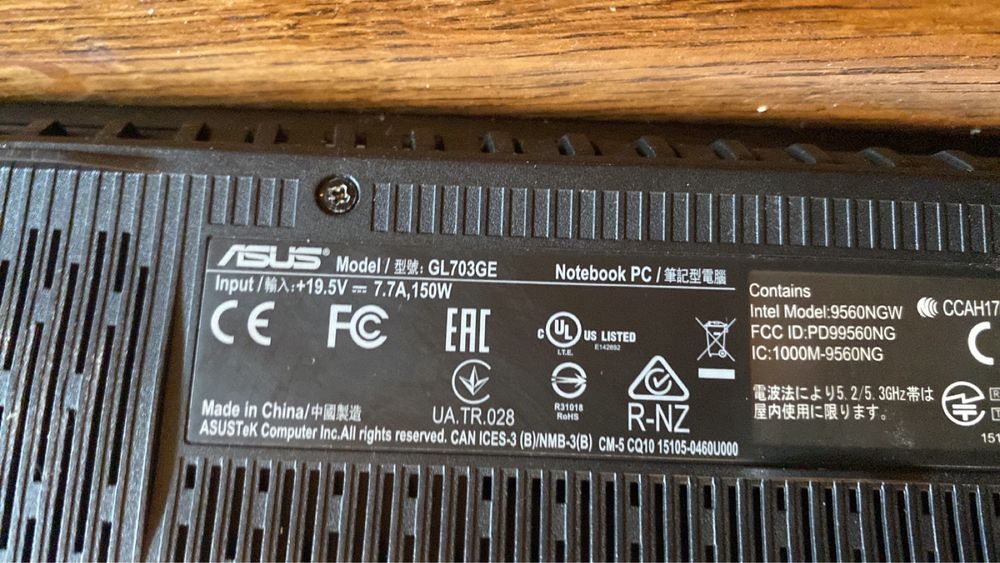 ASUS® Model / 型號: GL703GE Notebook PC / 筆記型電腦
Input /輸入:+19.5V ⎓ 7.7A,150W
CE FC EAC c UL US LISTED
I.T.E. E142692
UA.TR.028
R31018
RoHS
R-NZ
Made in China/中國製造
ASUSTeK Computer Inc.All rights reserved. CAN ICES-3 (B)/NMB-3(B) CM-5 CQ10 15105-0460U000
Contains
Intel Model:9560NGW
FCC ID:PD99560NG
IC:1000M-9560NG
電波法により5.2/5.3GHz帯は
屋内使用に限ります。
CCAH17
C
R
T
151